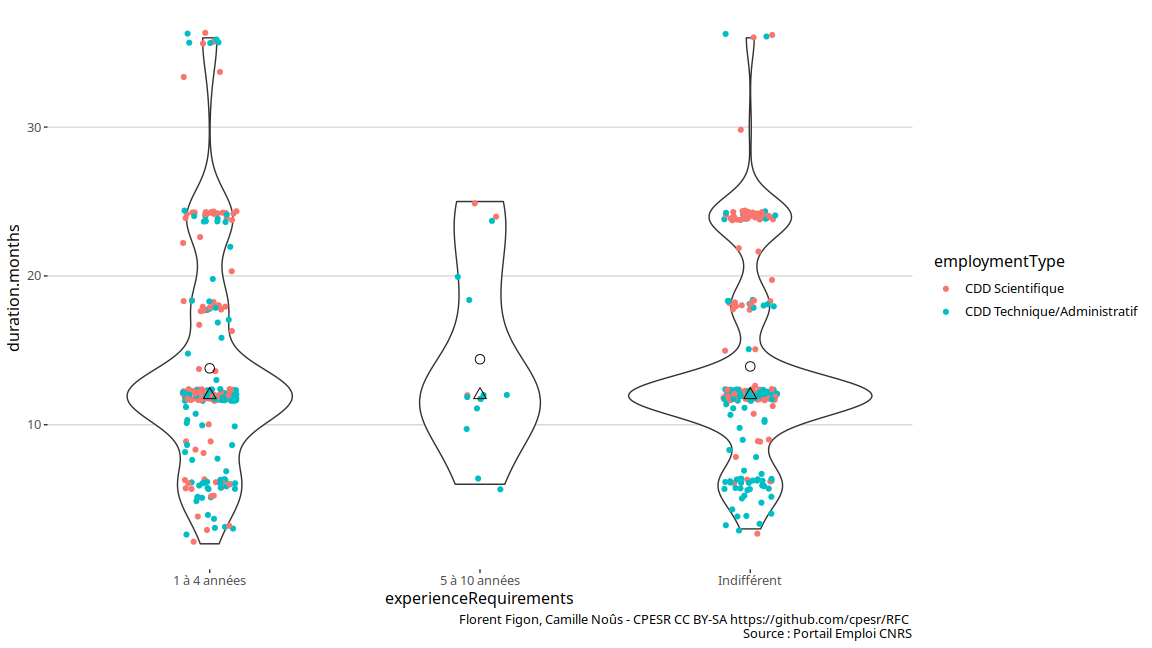 duration.months
30
20
10
1 à 4 années
5 à 10 années
Indifférent
experienceRequirements
employmentType
CDD Scientifique
CDD Technique/Administratif
Florent Figon, Camille Noûs - CPESR CC BY-SA https://github.com/cpesr/RFC
Source : Portail Emploi CNRS